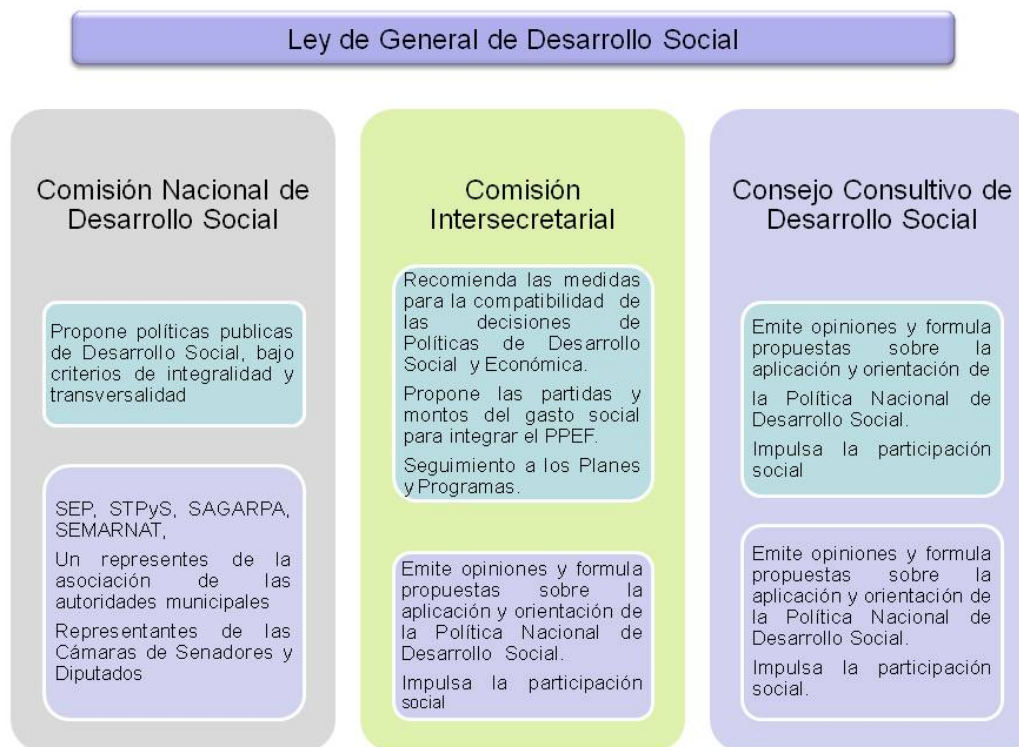 Ley de General de Desarrollo Social
Comisión Nacional de
Desarrollo Social
Propone políticas publicas
de Desarrollo Social, bajo
criterios de integralidad y
transversalidad
SEP, STPyS, SAGARPA,
SEMARNAT,
Un representes de la
asociación de las
autoridades municipales
Representantes de las
Cámaras de Senadores y
Diputados
Comisión
Intersecretarial
Recomienda las medidas
para la compatibilidad de
las decisiones de
Políticas de Desarrollo
Social y Económica.
Propone las partidas y
montos del gasto social
para integrar el PPEF.
Seguimiento a los Planes
y Programas.
Emite opiniones y formula
propuestas sobre la
aplicación y orientación de
la Política Nacional de
Desarrollo Social.
Impulsa la participación
social
Consejo Consultivo de
Desarrollo Social
Emite opiniones y formula
propuestas sobre la
aplicación y orientación de
la Política Nacional de
Desarrollo Social.
Impulsa la participación
social
Emite opiniones y formula
propuestas sobre la
aplicación y orientación de
la Política Nacional de
Desarrollo Social.
Impulsa la participación
social.